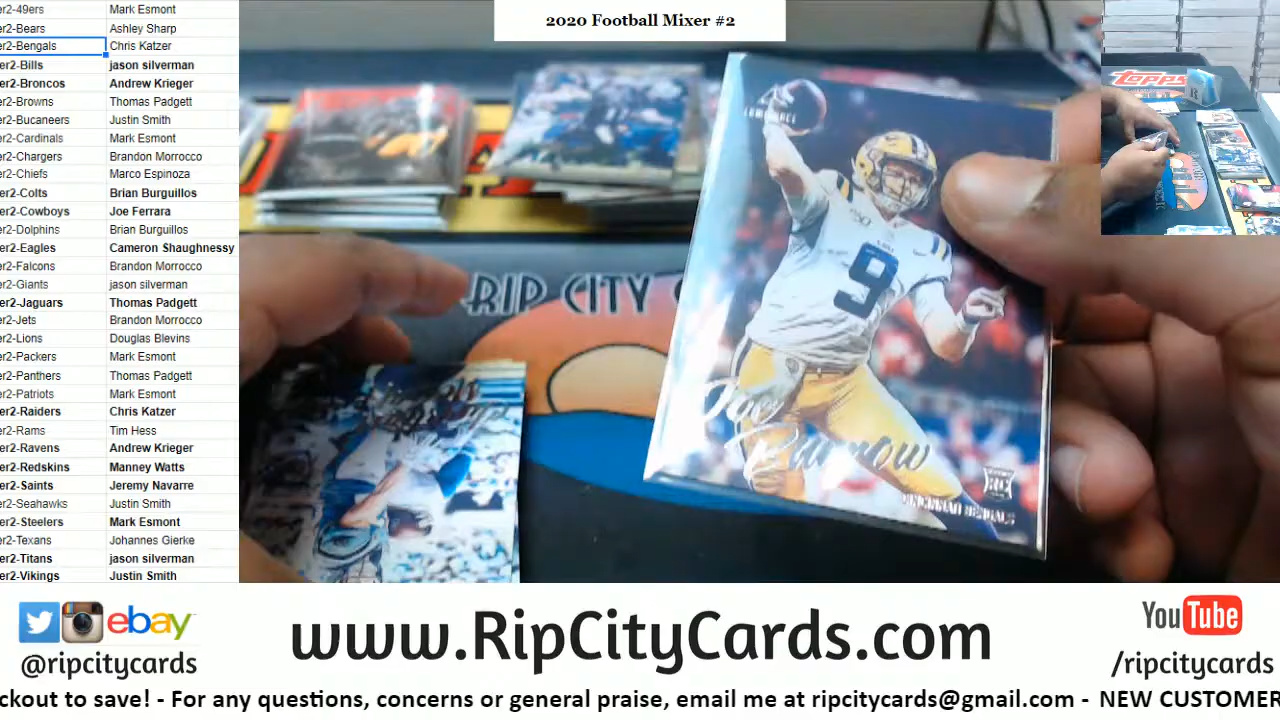 2020 Football Mixer #2
er2-49ers Mark Esmont
er2-Bears Ashley Sharp
er2-Bengals Chris Katzer
er2-Bills jason silverman
er2-Broncos Andrew Krieger
er2-Browns Thomas Padgett
er2-Bucaneers Justin Smith
er2-Cardinals Mark Esmont
er2-Chargers Brandon Morrocco
er2-Chiefs Marco Espinoza
er2-Colts Brian Burguillos
er2-Cowboys Joe Ferrara
er2-Dolphins Brian Burguillos
er2-Eagles Cameron Shaughnessy
er2-Falcons Brandon Morrocco
er2-Giants jason silverman
er2-Jaguars Thomas Padgett
er2-Jets Brandon Morrocco
er2-Lions Douglas Blevins
er2-Packers Mark Esmont
er2-Panthers Thomas Padgett
er2-Patriots Mark Esmont
er2-Raiders Chris Katzer
er2-Rams Tim Hess
er2-Ravens Andrew Krieger
er2-Redskins Manney Watts
er2-Saints Jeremy Navarre
er2-Seahawks Justin Smith
er2-Steelers Mark Esmont
er2-Texans Johannes Gierke
er2-Titans jason silverman
er2-Vikings Justin Smith
RIP CITY
9
Joe
Burrow
RC
CINCINNATI BENGALS
Topps
ebay
@ripcitycards
www.RipCityCards.com
YouTube
/ripcitycards
ckout to save! - For any questions, concerns or general praise, email me at ripcitycards@gmail.com - NEW CUSTOMER